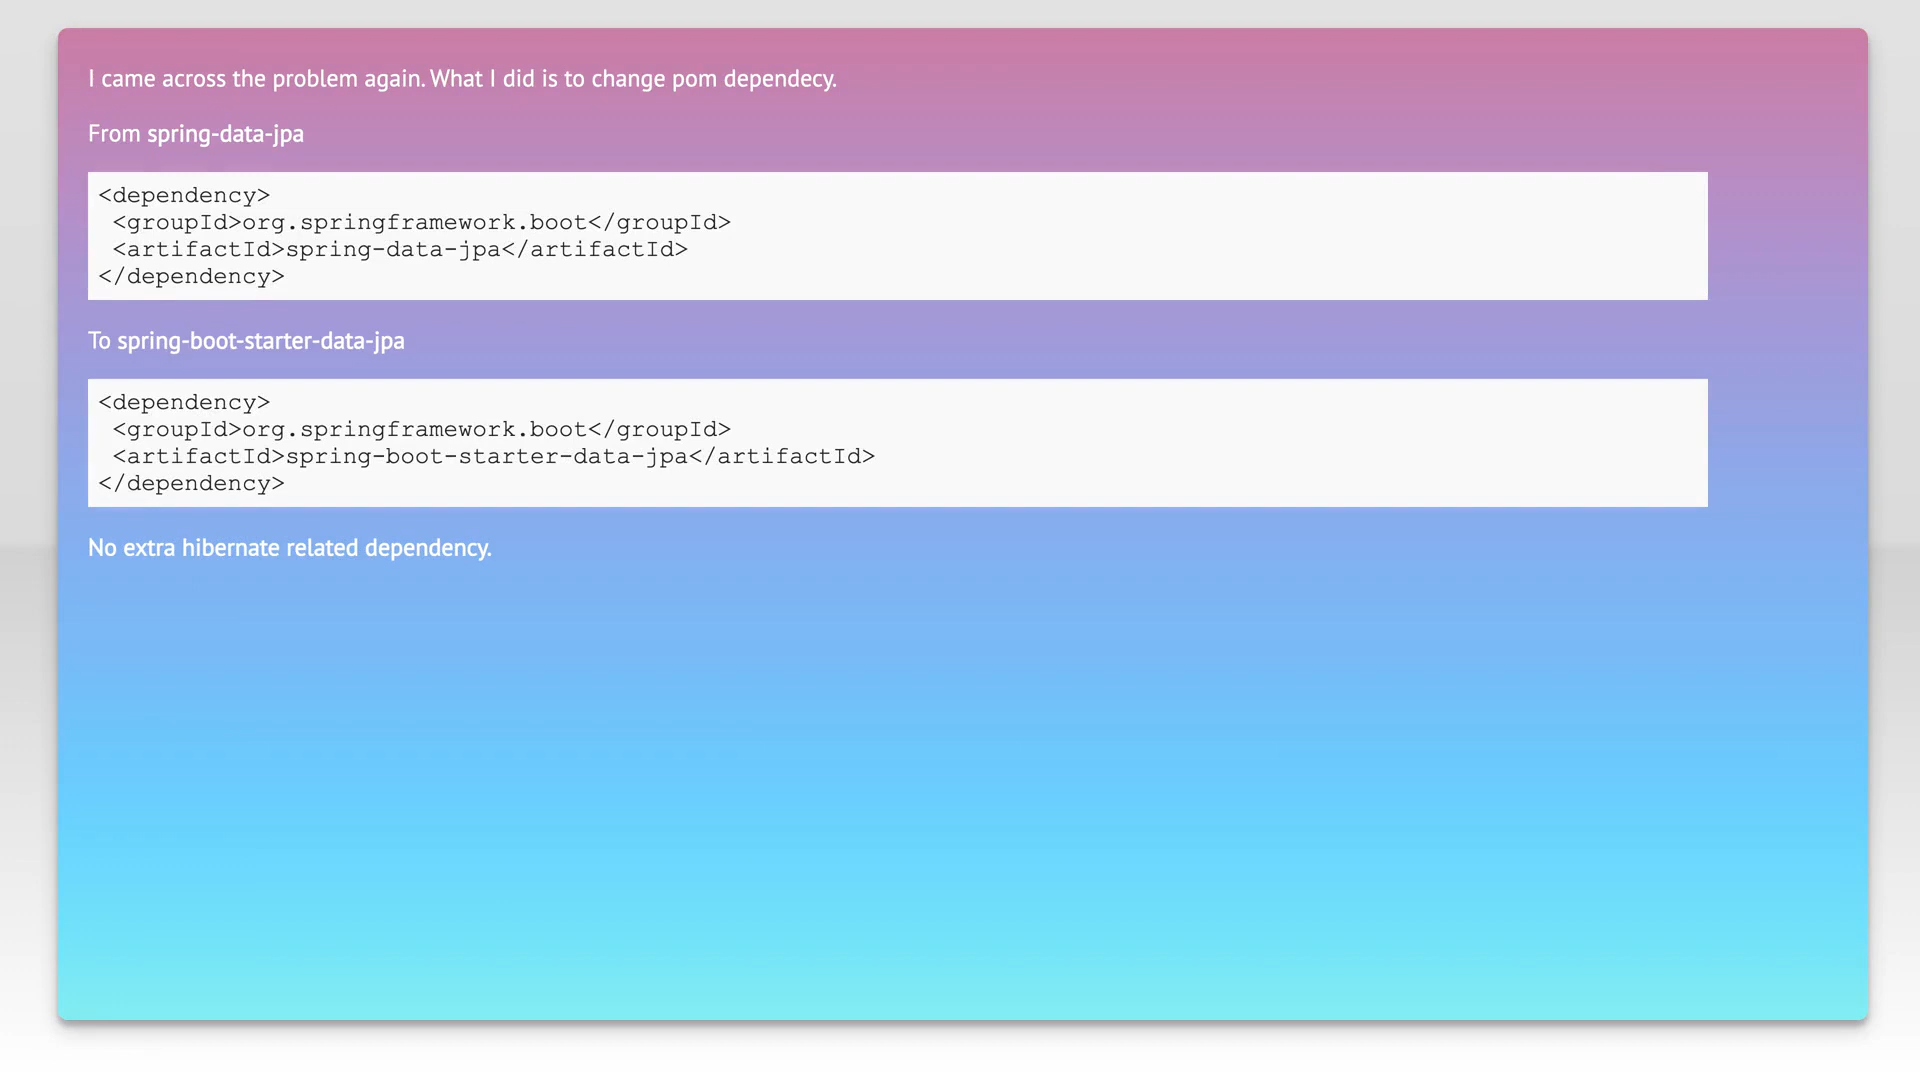 I came across the problem again. What I did is to change pom dependecy.
From spring-data-jpa
<dependency>
 <groupId>org.springframework.boot</groupId>
 <artifactId>spring-data-jpa</artifactId>
</dependency>
To spring-boot-starter-data-jpa
<dependency>
 <groupId>org.springframework.boot</groupId>
 <artifactId>spring-boot-starter-data-jpa</artifactId>
</dependency>
No extra hibernate related dependency.